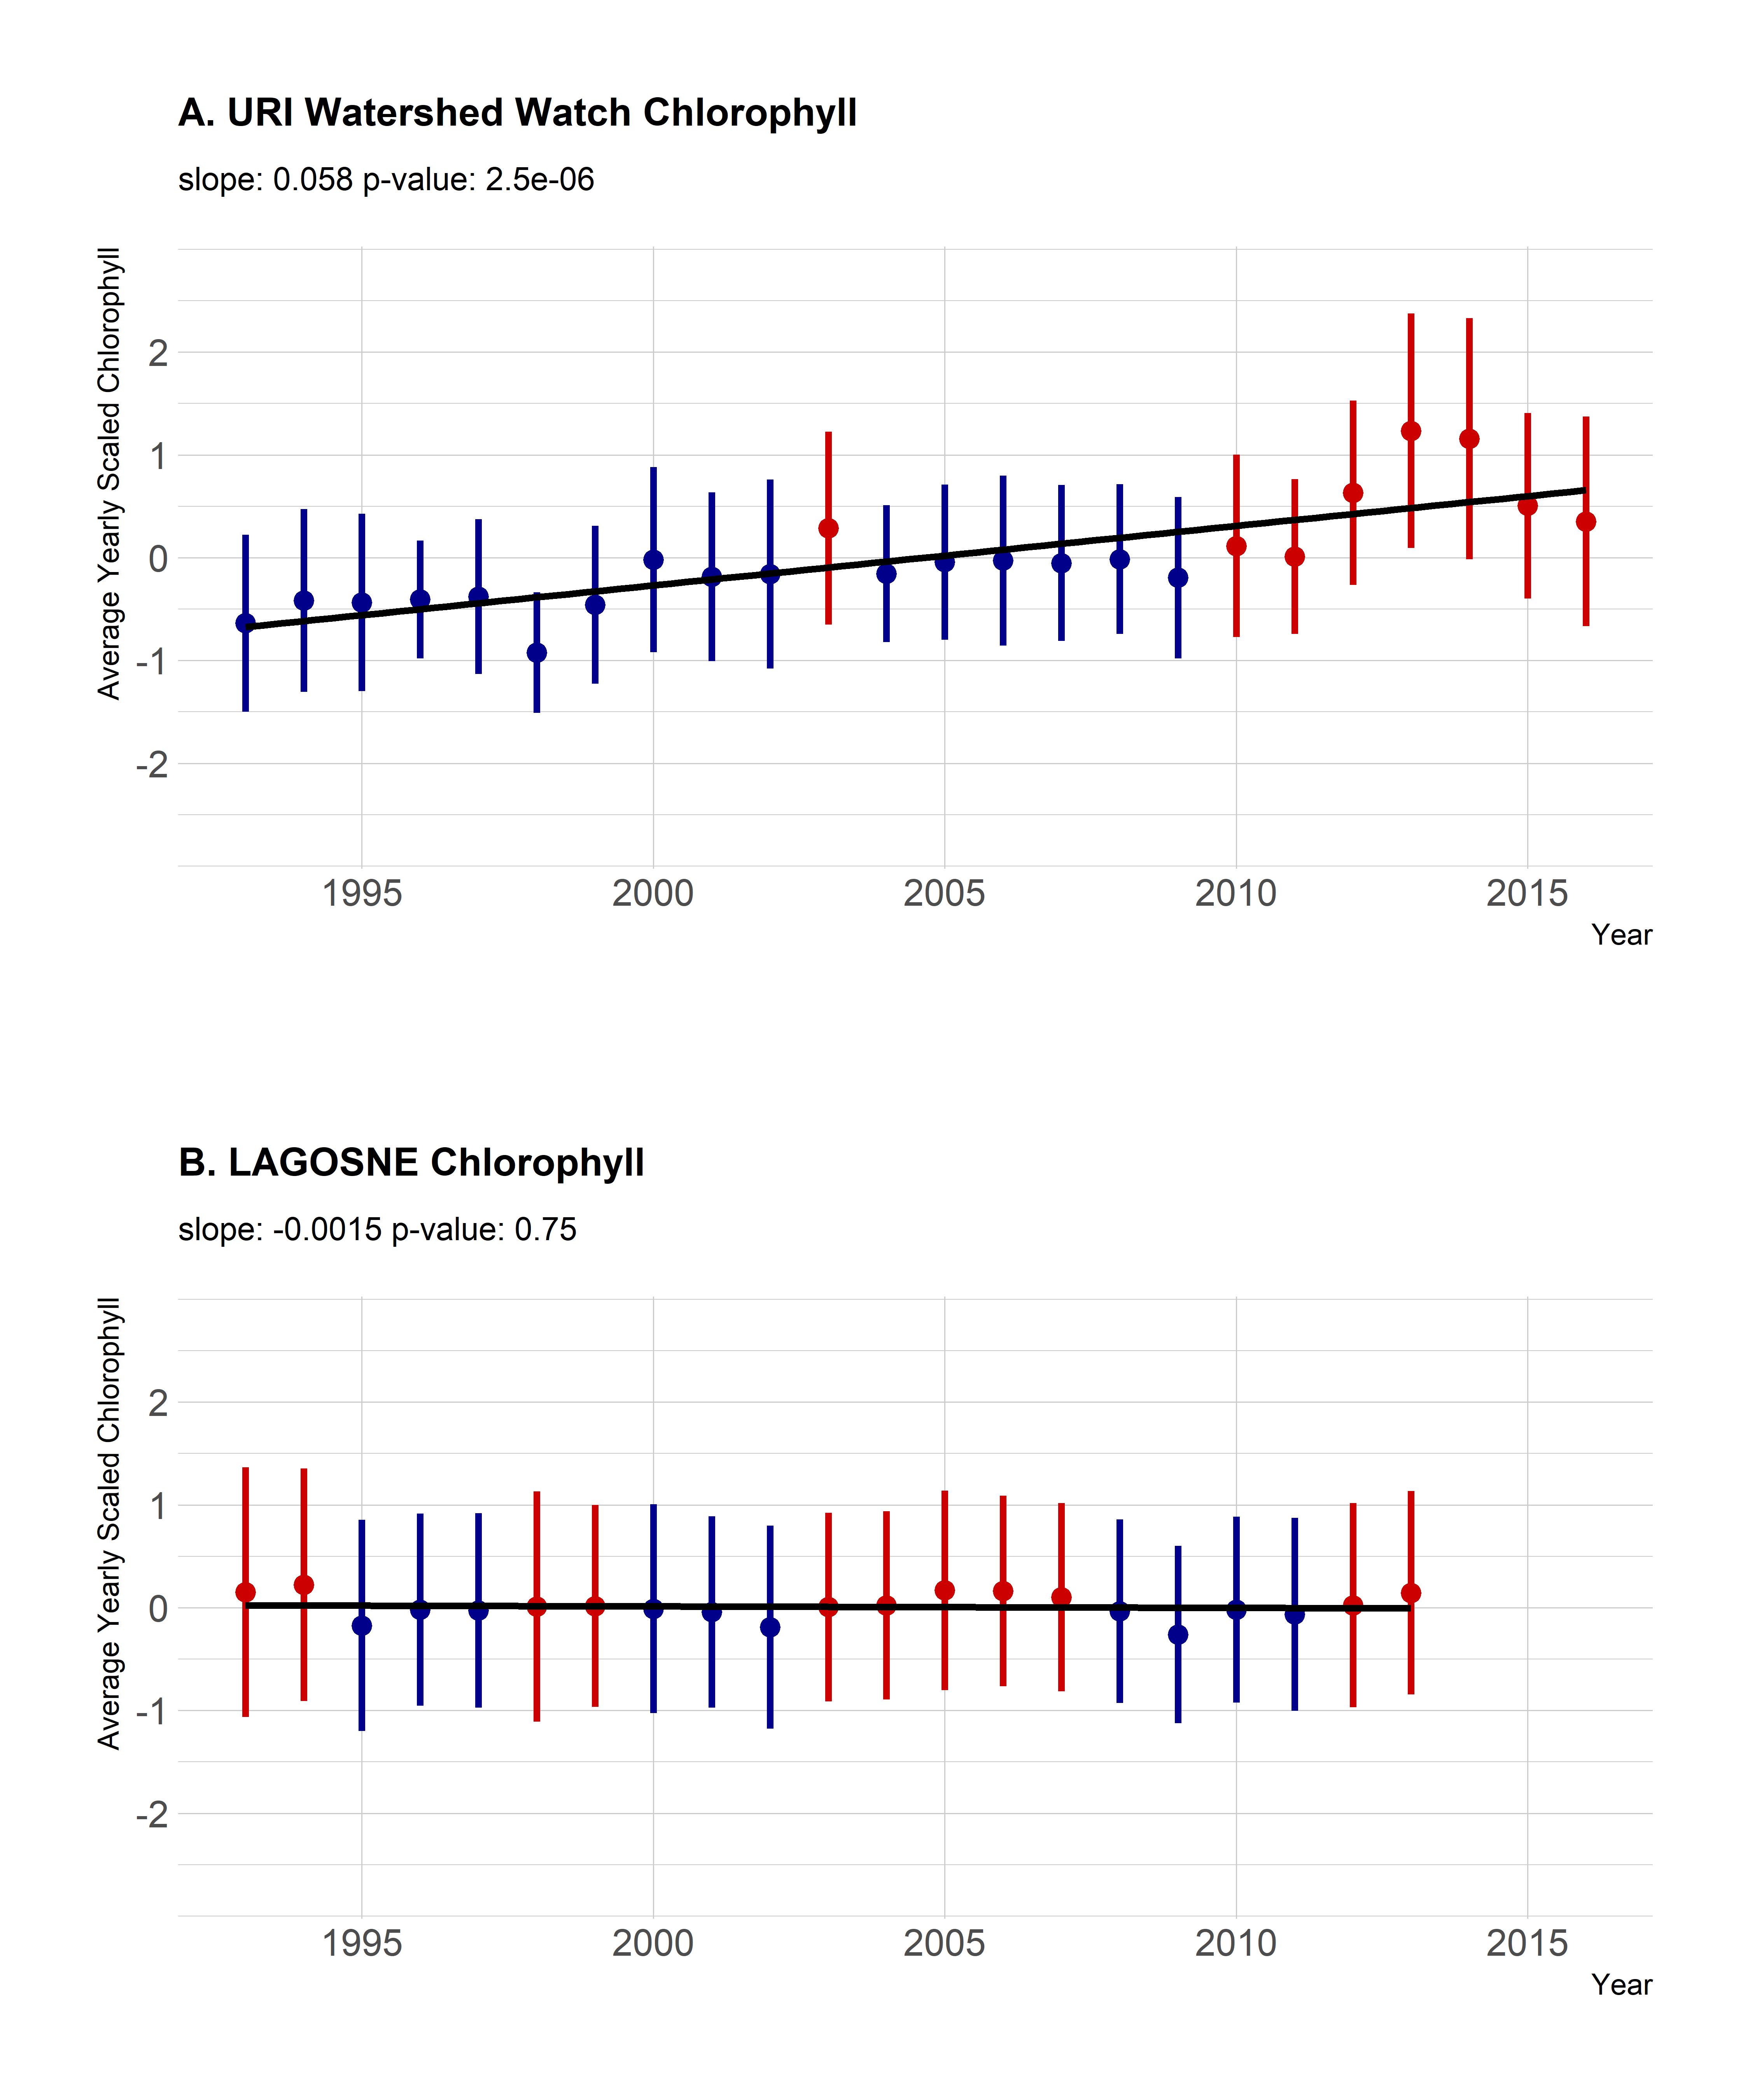 A. URI Watershed Watch Chlorophyll
slope: 0.058 p-value: 2.5e-06
Average Yearly Scaled Chlorophyll
2
1
0
-1
-2
1995 2000 2005 2010 2015
Year
B. LAGOSNE Chlorophyll
slope: -0.0015 p-value: 0.75
Average Yearly Scaled Chlorophyll
2
1
0
-1
-2
1995 2000 2005 2010 2015
Year